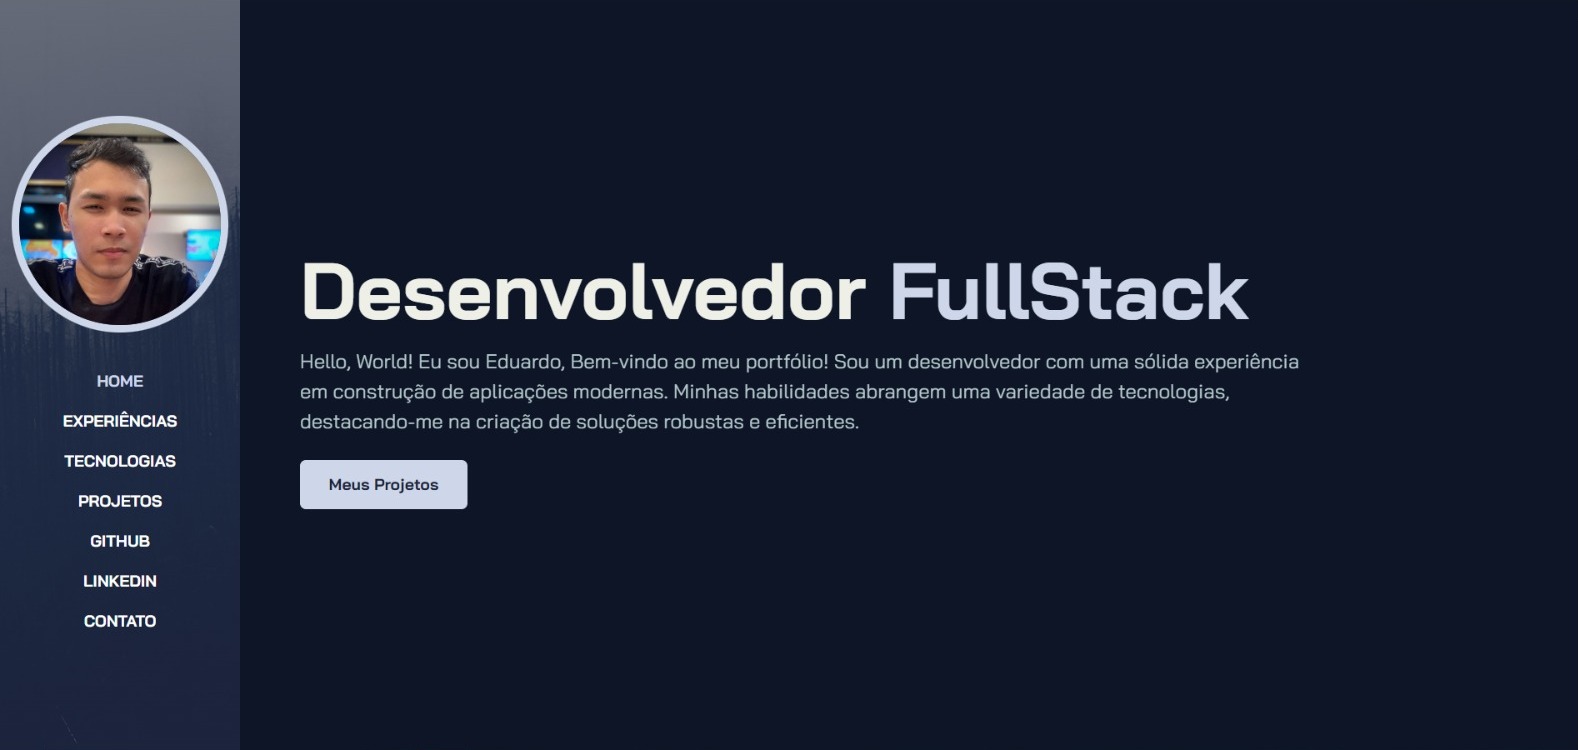 HOME
EXPERIÊNCIAS
TECNOLOGIAS
PROJETOS
GITHUB
LINKEDIN
CONTATO
Desenvolvedor FullStack
Hello, World! Eu sou Eduardo, Bem-vindo ao meu portfólio! Sou um desenvolvedor com uma sólida experiência
em construção de aplicações modernas. Minhas habilidades abrangem uma variedade de tecnologias,
destacando-me na criação de soluções robustas e eficientes.
Meus Projetos